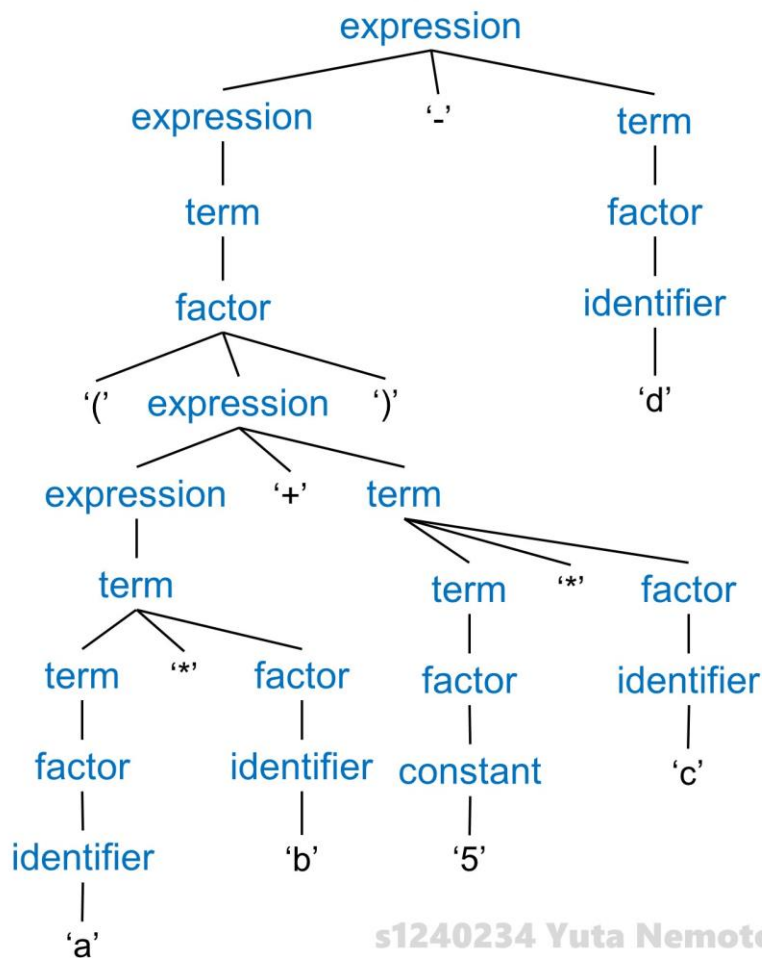 expression
expression ‘-’ term
term factor
factor identifier
‘(’ expression ‘)’ ‘d’
expression ‘+’ term
term term ‘*’ factor
term ‘*’ factor factor identifier
factor identifier constant ‘c’
identifier ‘b’ ‘5’
‘a’
s1240234 Yuta Nemoto